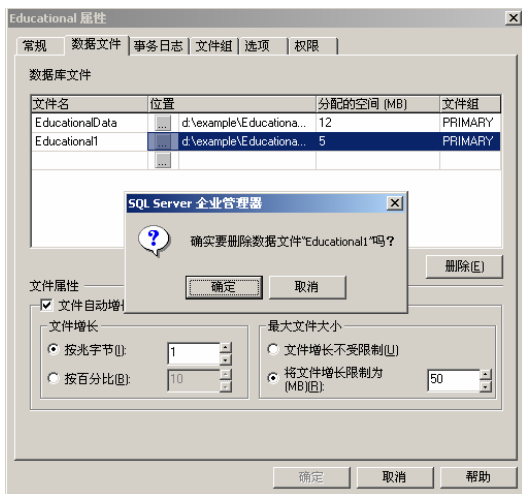 Educational 属性
常规 数据文件 事务日志 文件组 选项 权限
数据库文件
文件名 位置 分配的空间 (MB) 文件组
EducationalData ... d:\example\Educationa... 12 PRIMARY
Educational1 ... d:\example\Educationa... 5 PRIMARY
...
SQL Server 企业管理器
确实要删除数据文件"Educational1"吗?
确定 取消
删除(E)
文件属性
文件自动增
文件增长 最大文件大小
按兆字节(I): 1 文件增长不受限制(U)
按百分比(B): 10 将文件增长限制为(MB)(R): 50
确定 取消 帮助